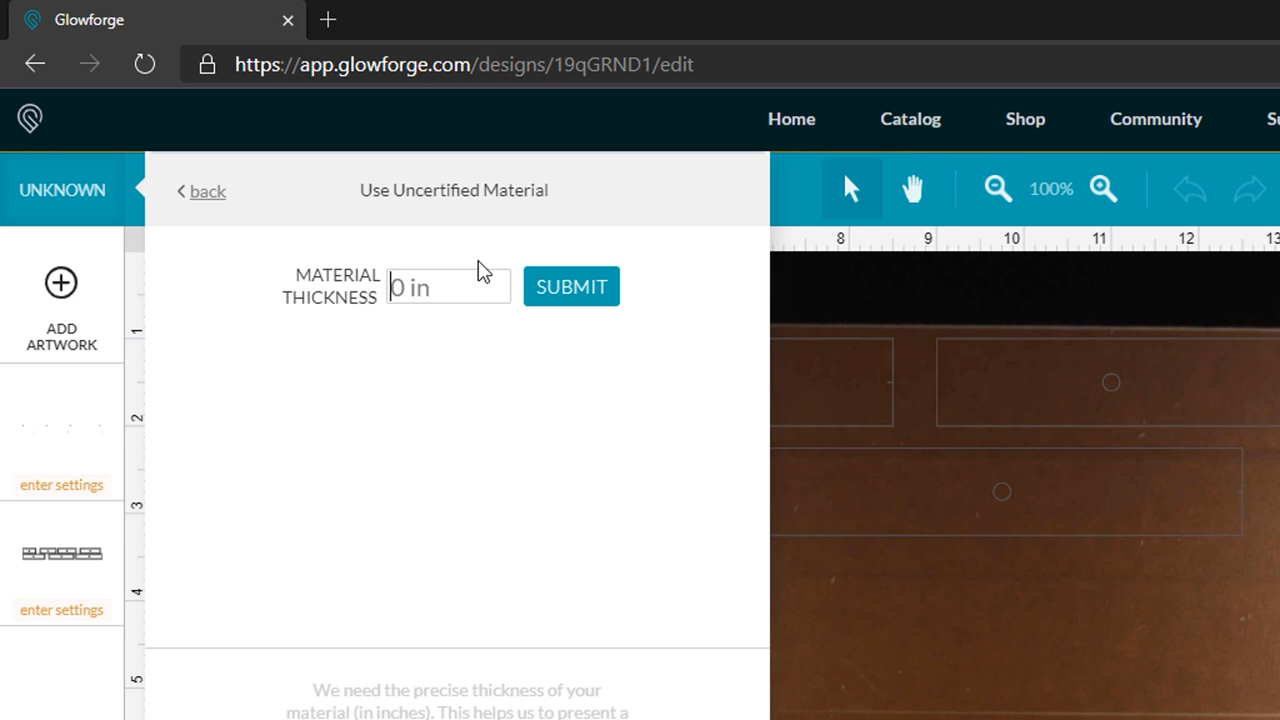 Glowforge
https://app.glowforge.com/designs/19qGRND1/edit
Home Catalog Shop Community Su
UNKNOWN
back
Use Uncertified Material
100%
8 9 10 11 12 13
ADD
ARTWORK
MATERIAL
THICKNESS
0 in
SUBMIT
1
2
enter settings
3
4
enter settings
5
We need the precise thickness of your
material (in inches). This helps us to present a